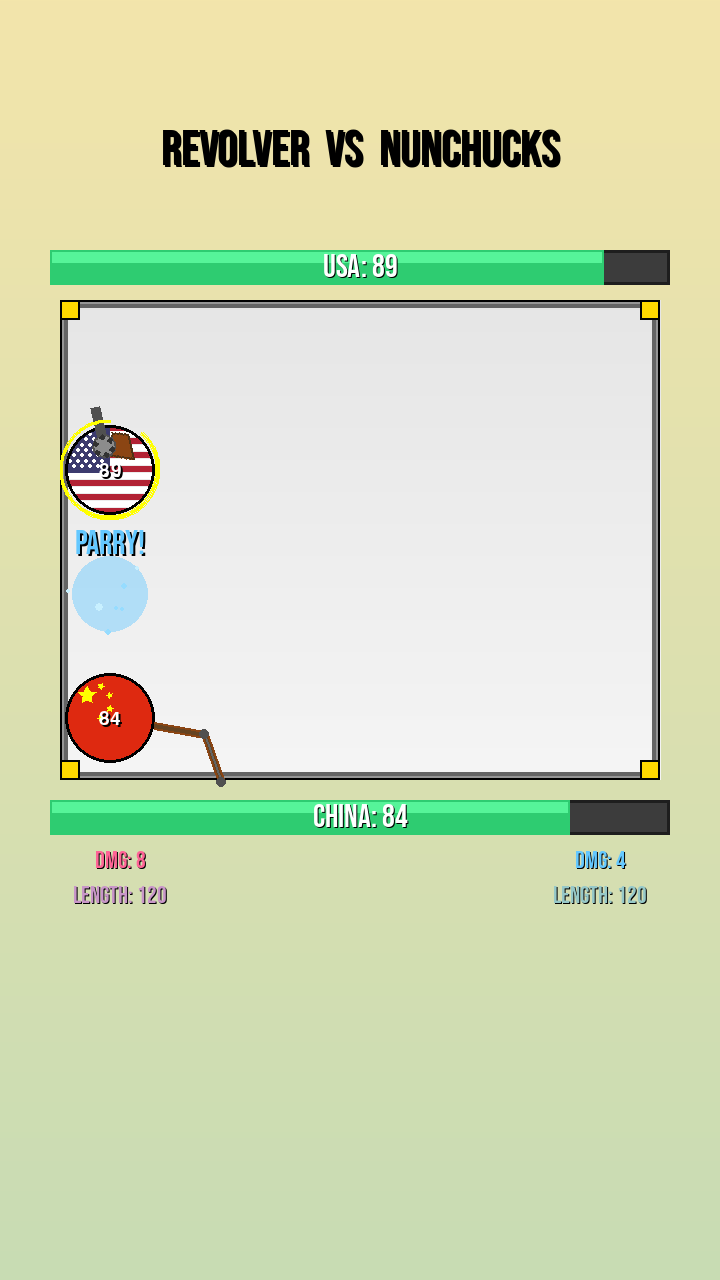 REVOLVER VS NUNCHUCKS
USA: 89
89
PARRY!
84
CHINA: 84
DMG: 8
DMG: 4
LENGTH: 120
LENGTH: 120